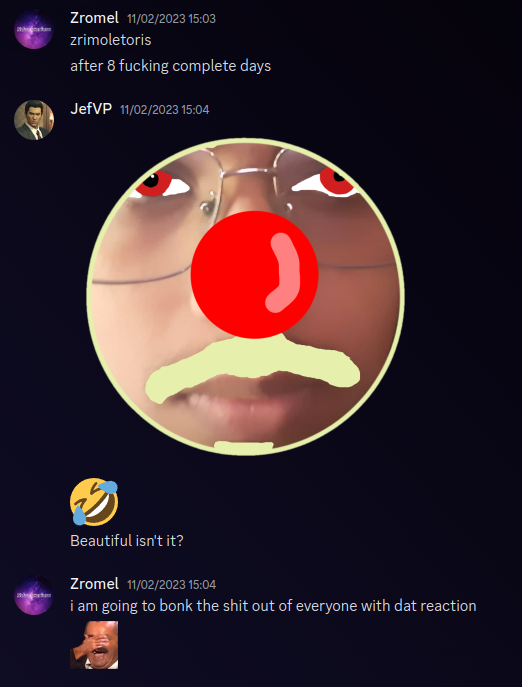 Zromel 11/02/2023 15:03
zrimoletoris
after 8 fucking complete days
JefVP 11/02/2023 15:04
Beautiful isn't it?
Zromel 11/02/2023 15:04
i am going to bonk the shit out of everyone with dat reaction